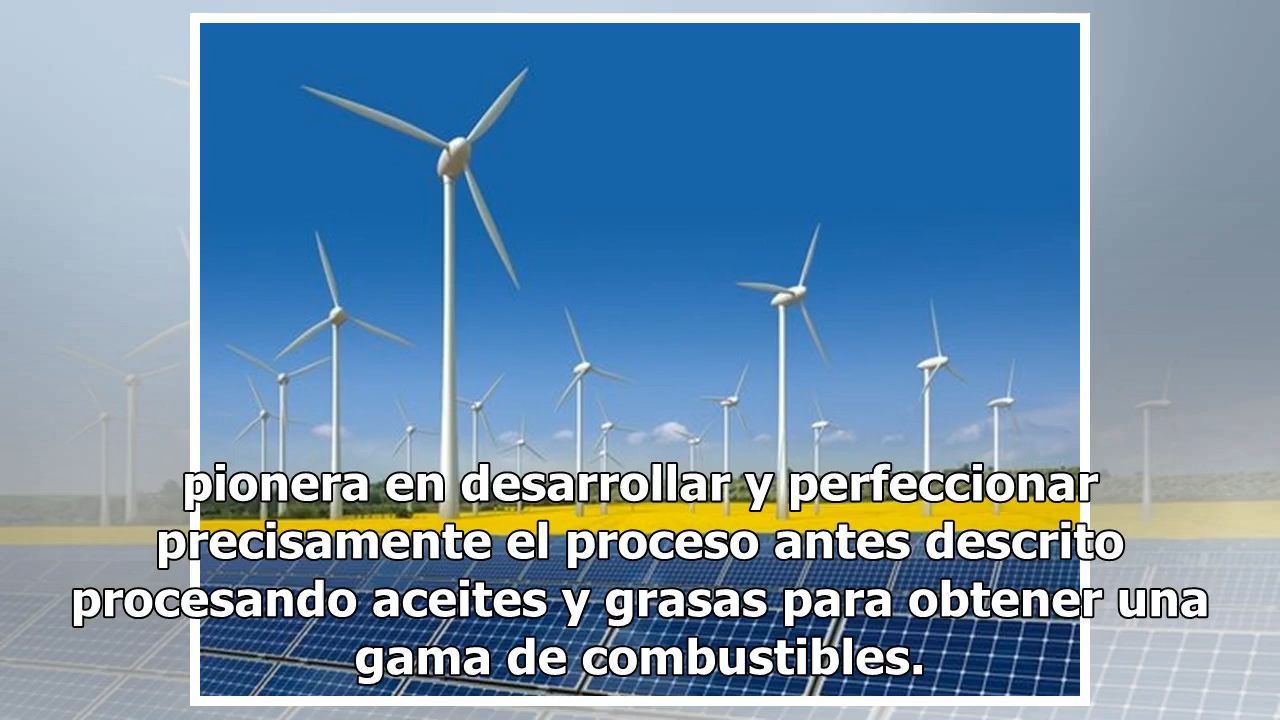 pionera en desarrollar y perfeccionar
precisamente el proceso antes descrito
procesando aceites y grasas para obtener una
gama de combustibles.